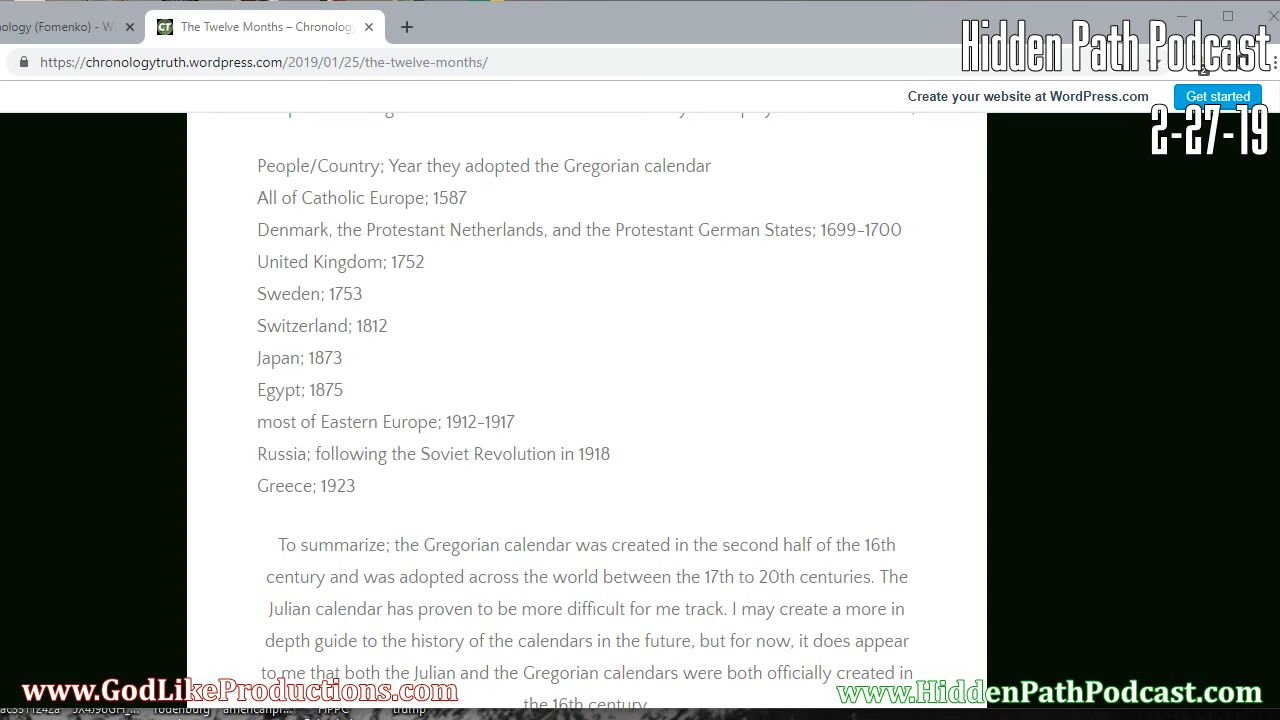 nology (Fomenko) - Wi
The Twelve Months – Chronology
Hidden Path Podcast
https://chronologytruth.wordpress.com/2019/01/25/the-twelve-months/
Create your website at WordPress.com
Get started
2-27-19
People/Country; Year they adopted the Gregorian calendar
All of Catholic Europe; 1587
Denmark, the Protestant Netherlands, and the Protestant German States; 1699-1700
United Kingdom; 1752
Sweden; 1753
Switzerland; 1812
Japan; 1873
Egypt; 1875
most of Eastern Europe; 1912-1917
Russia; following the Soviet Revolution in 1918
Greece; 1923
To summarize; the Gregorian calendar was created in the second half of the 16th
century and was adopted across the world between the 17th to 20th centuries. The
Julian calendar has proven to be more difficult for me track. I may create a more in
depth guide to the history of the calendars in the future, but for now, it does appear
to me that both the Julian and the Gregorian calendars were both officially created in
the 16th century.
www.GodLikeProductions.com
www.HiddenPathPodcast.com
rodenburg
americanpr...
HPPC
trump